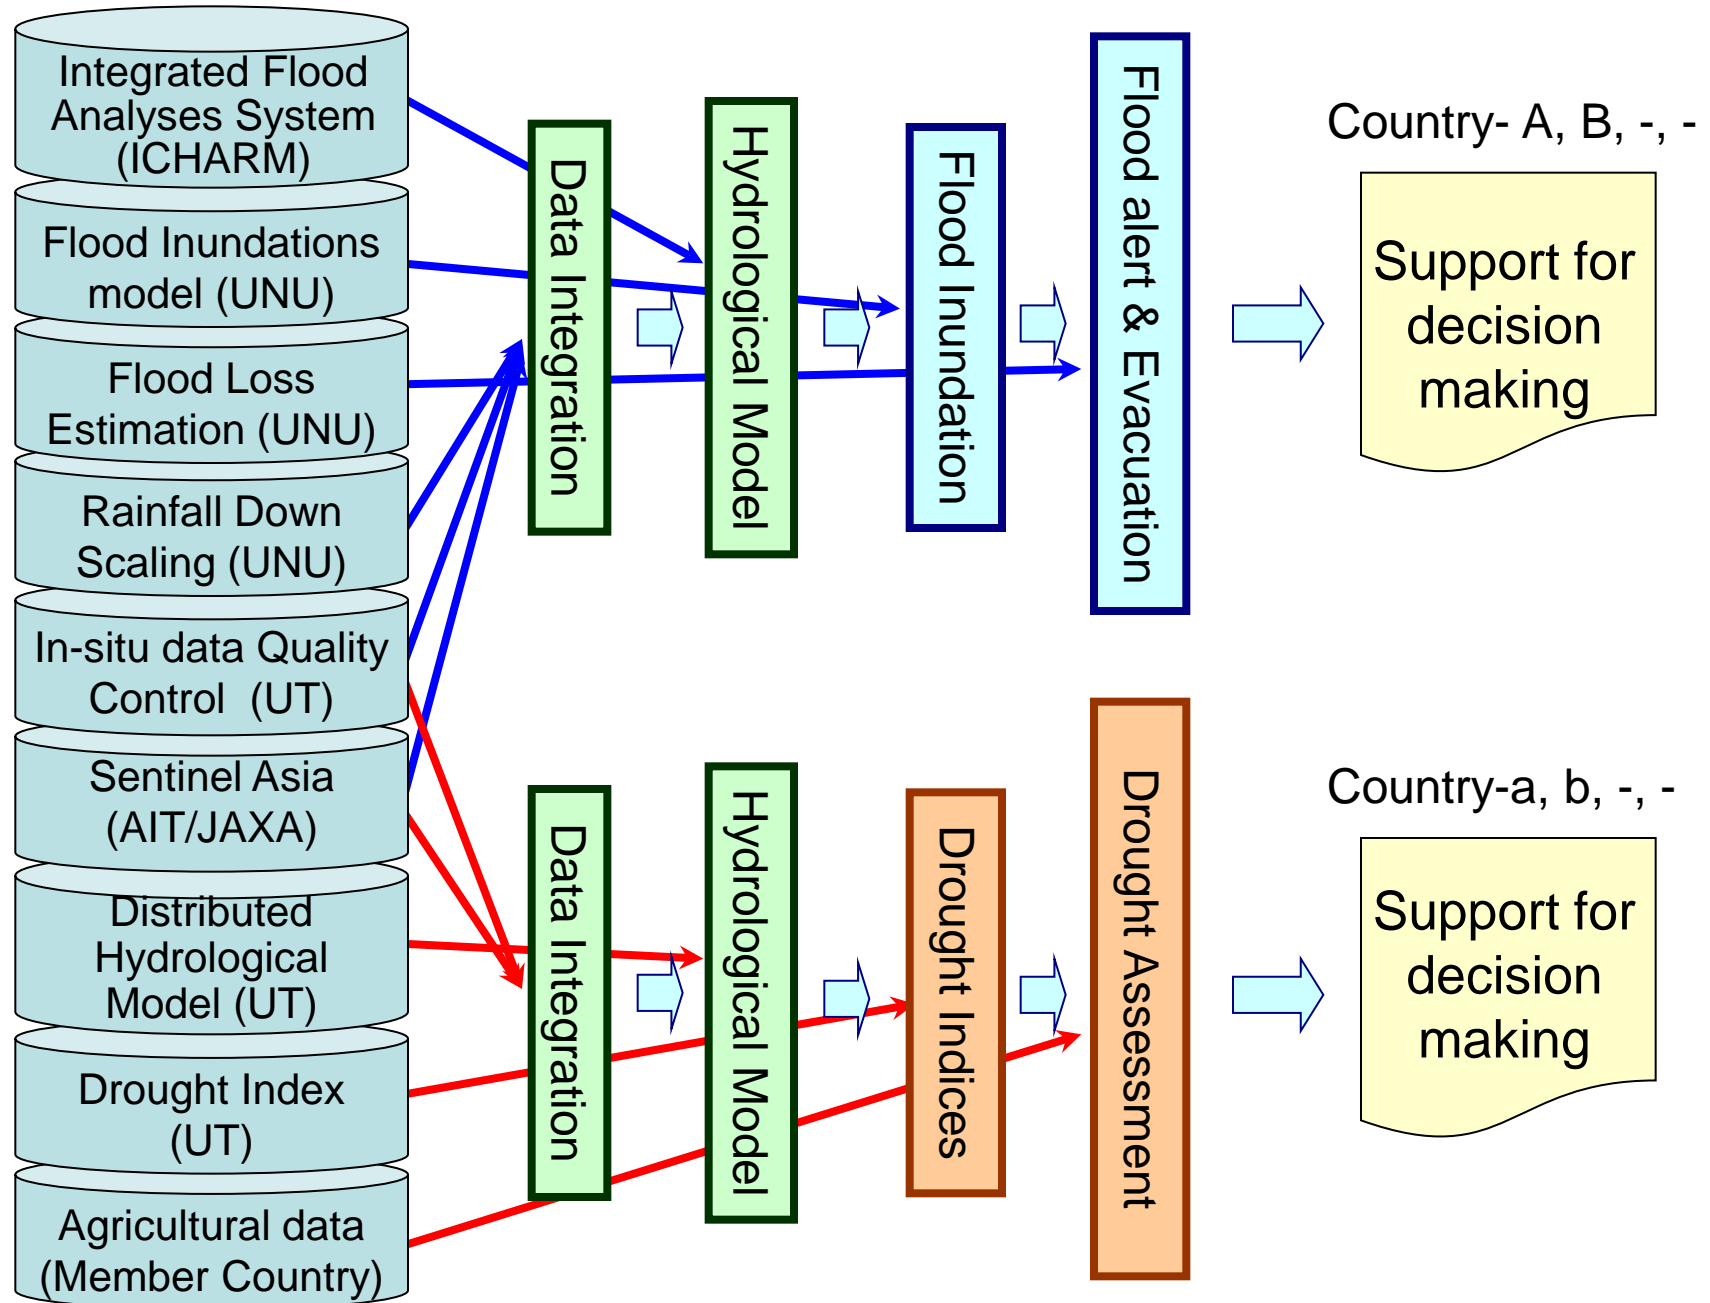 Integrated Flood
Analyses System
(ICHARM)
Flood Inundations
model (UNU)
Flood Loss
Estimation (UNU)
Rainfall Down
Scaling (UNU)
In-situ data Quality
Control  (UT)
Sentinel Asia
(AIT/JAXA)
Distributed
Hydrological
Model (UT)
Drought Index
(UT)
Agricultural data
(Member Country)
Data Integration
Hydrological Model
Flood Inundation
Flood alert & Evacuation
Country- A, B, -, -
Support for
decision
making
Data Integration
Hydrological Model
Drought Indices
Drought Assessment
Country-a, b, -, -
Support for
decision
making